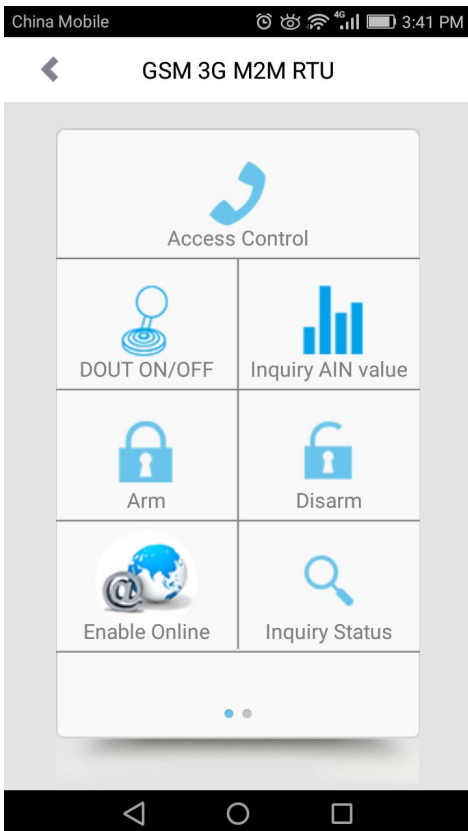 China Mobile 4G 3:41 PM
GSM 3G M2M RTU
Access Control
DOUT ON/OFF Inquiry AIN value
Arm Disarm
@
Enable Online Inquiry Status